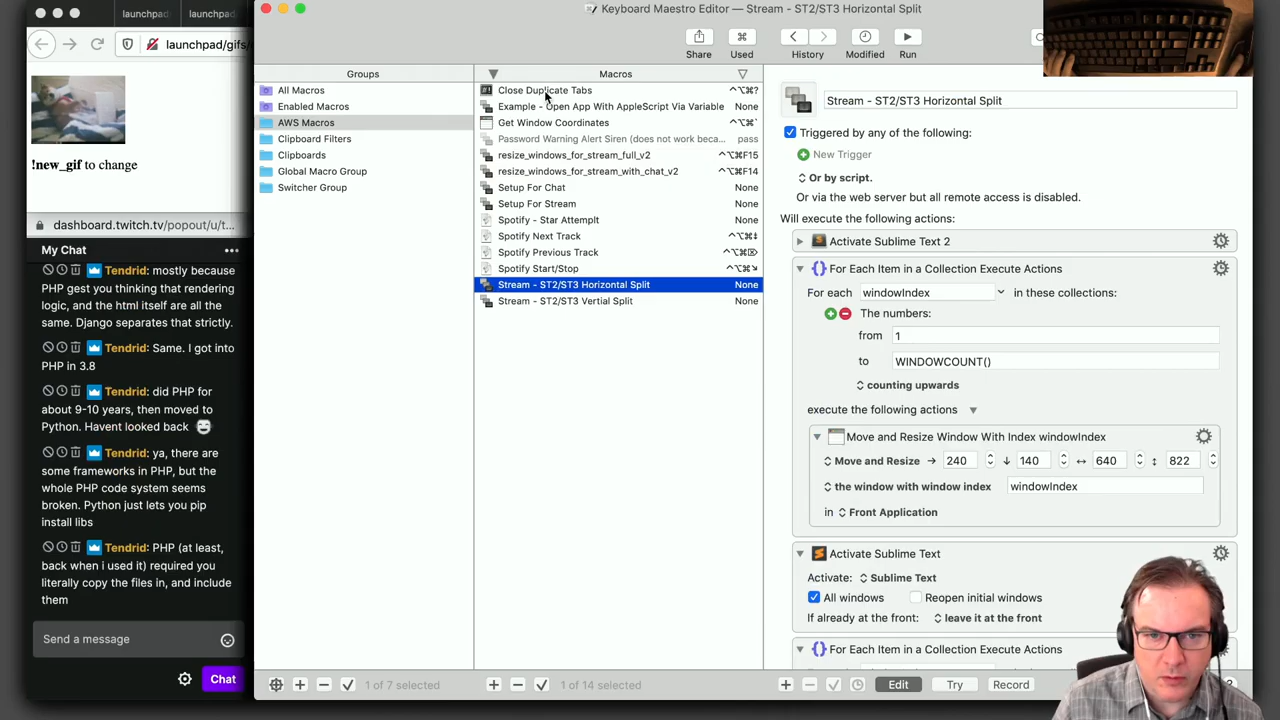 launchpad
launchpad
launchpad/gifs/
!new_gif to change
dashboard.twitch.tv/popout/u/t...
My Chat
Tendrid: mostly because
PHP gest you thinking that rendering
logic, and the html itself are all the
same. Django separates that strictly.
Tendrid: Same. I got into
PHP in 3.8
Tendrid: did PHP for
about 9-10 years, then moved to
Python. Havent looked back
Tendrid: ya, there are
some frameworks in PHP, but the
whole PHP code system seems
broken. Python just lets you pip
install libs
Tendrid: PHP (at least,
back when i used it) required you
literally copy the files in, and include
them
Send a message
Chat
Keyboard Maestro Editor — Stream - ST2/ST3 Horizontal Split
Share
Used
History
Modified
Run
Groups
All Macros
Enabled Macros
AWS Macros
Clipboard Filters
Clipboards
Global Macro Group
Switcher Group
1 of 7 selected
Macros
Close Duplicate Tabs ^⌥⌘?
Example - Open App With AppleScript Via Variable None
Get Window Coordinates ^⌥⌘`
Password Warning Alert Siren (does not work beca... pass
resize_windows_for_stream_full_v2 ^⌥⌘F15
resize_windows_for_stream_with_chat_v2 ^⌥⌘F14
Setup For Chat None
Setup For Stream None
Spotify - Star AttempIt None
Spotify Next Track ^⌥⌘⇟
Spotify Previous Track ^⌥⌘⌦
Spotify Start/Stop ^⌥⌘↘
Stream - ST2/ST3 Horizontal Split None
Stream - ST2/ST3 Vertial Split None
1 of 14 selected
Stream - ST2/ST3 Horizontal Split
Triggered by any of the following:
New Trigger
Or by script.
Or via the web server but all remote access is disabled.
Will execute the following actions:
Activate Sublime Text 2
For Each Item in a Collection Execute Actions
For each windowIndex in these collections:
The numbers:
from 1
to WINDOWCOUNT()
counting upwards
execute the following actions
Move and Resize Window With Index windowIndex
Move and Resize → 240 ↓ 140 ↔ 640 ↕ 822
the window with window index windowIndex
in Front Application
Activate Sublime Text
Activate: Sublime Text
All windows Reopen initial windows
If already at the front: leave it at the front
For Each Item in a Collection Execute Actions
Edit Try Record